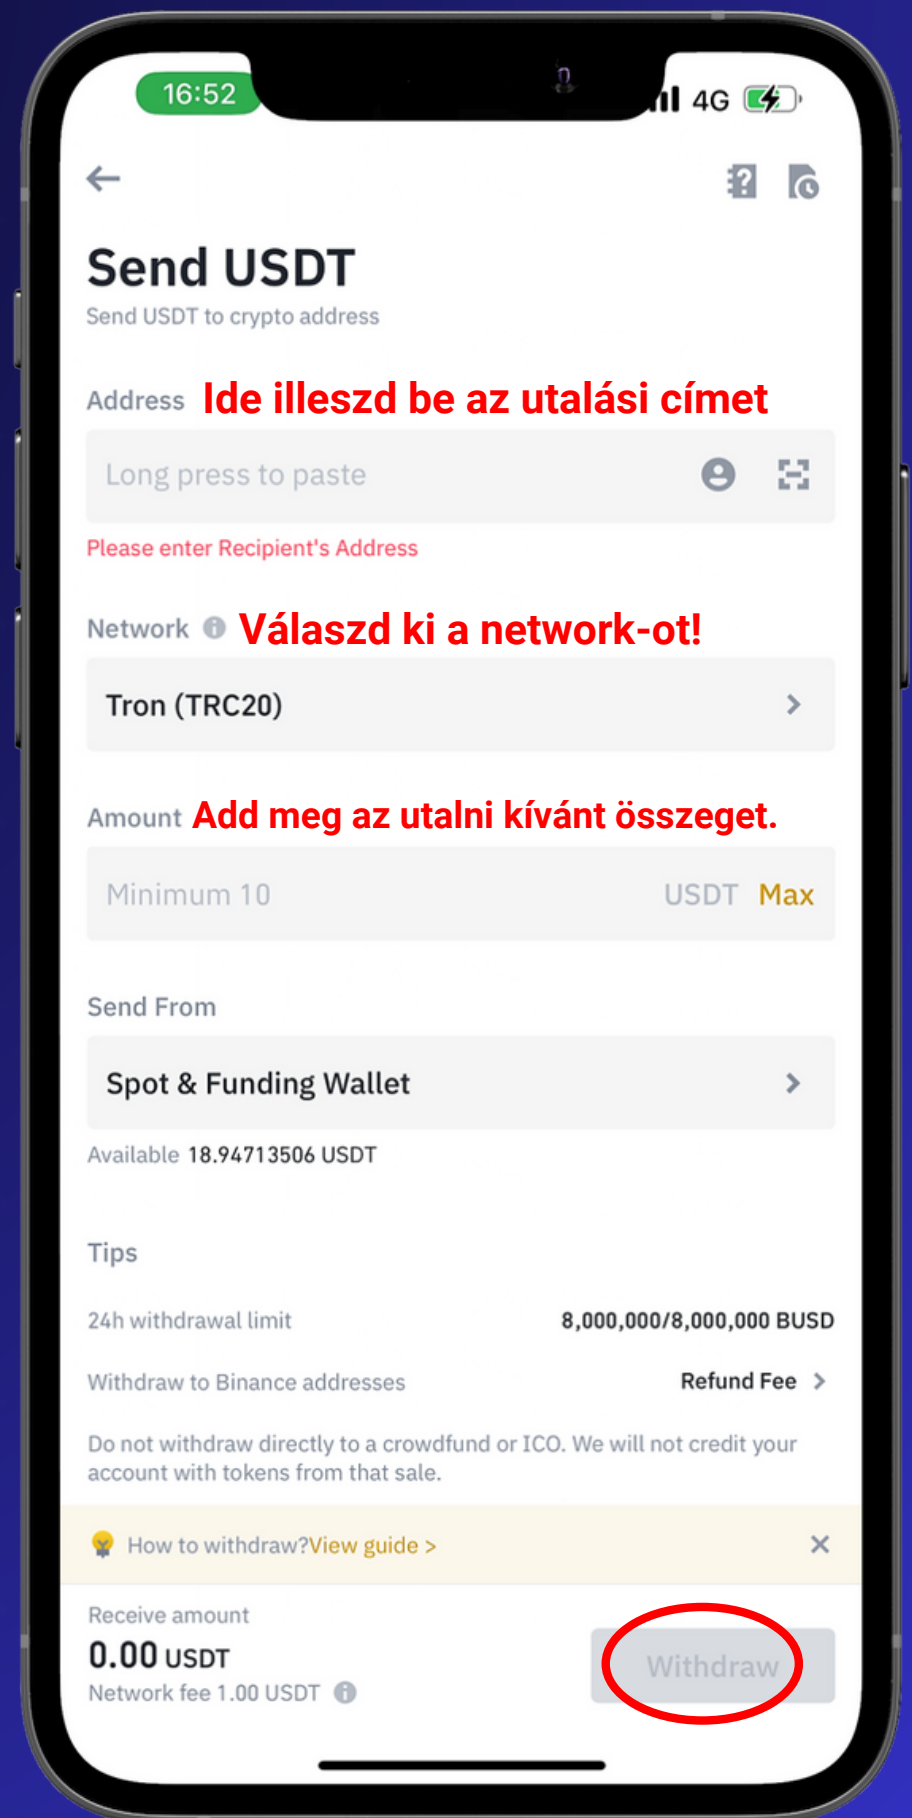 16:52
4G
Send USDT
Send USDT to crypto address
Address Ide illeszd be az utalási címet
Long press to paste
Please enter Recipient's Address
Network Válaszd ki a network-ot!
Tron (TRC20)
Amount Add meg az utalni kívánt összeget.
Minimum 10 USDT Max
Send From
Spot & Funding Wallet
Available 18.94713506 USDT
Tips
24h withdrawal limit 8,000,000/8,000,000 BUSD
Withdraw to Binance addresses Refund Fee >
Do not withdraw directly to a crowdfund or ICO. We will not credit your
account with tokens from that sale.
How to withdraw?View guide >
Receive amount
0.00 USDT
Network fee 1.00 USDT
Withdraw